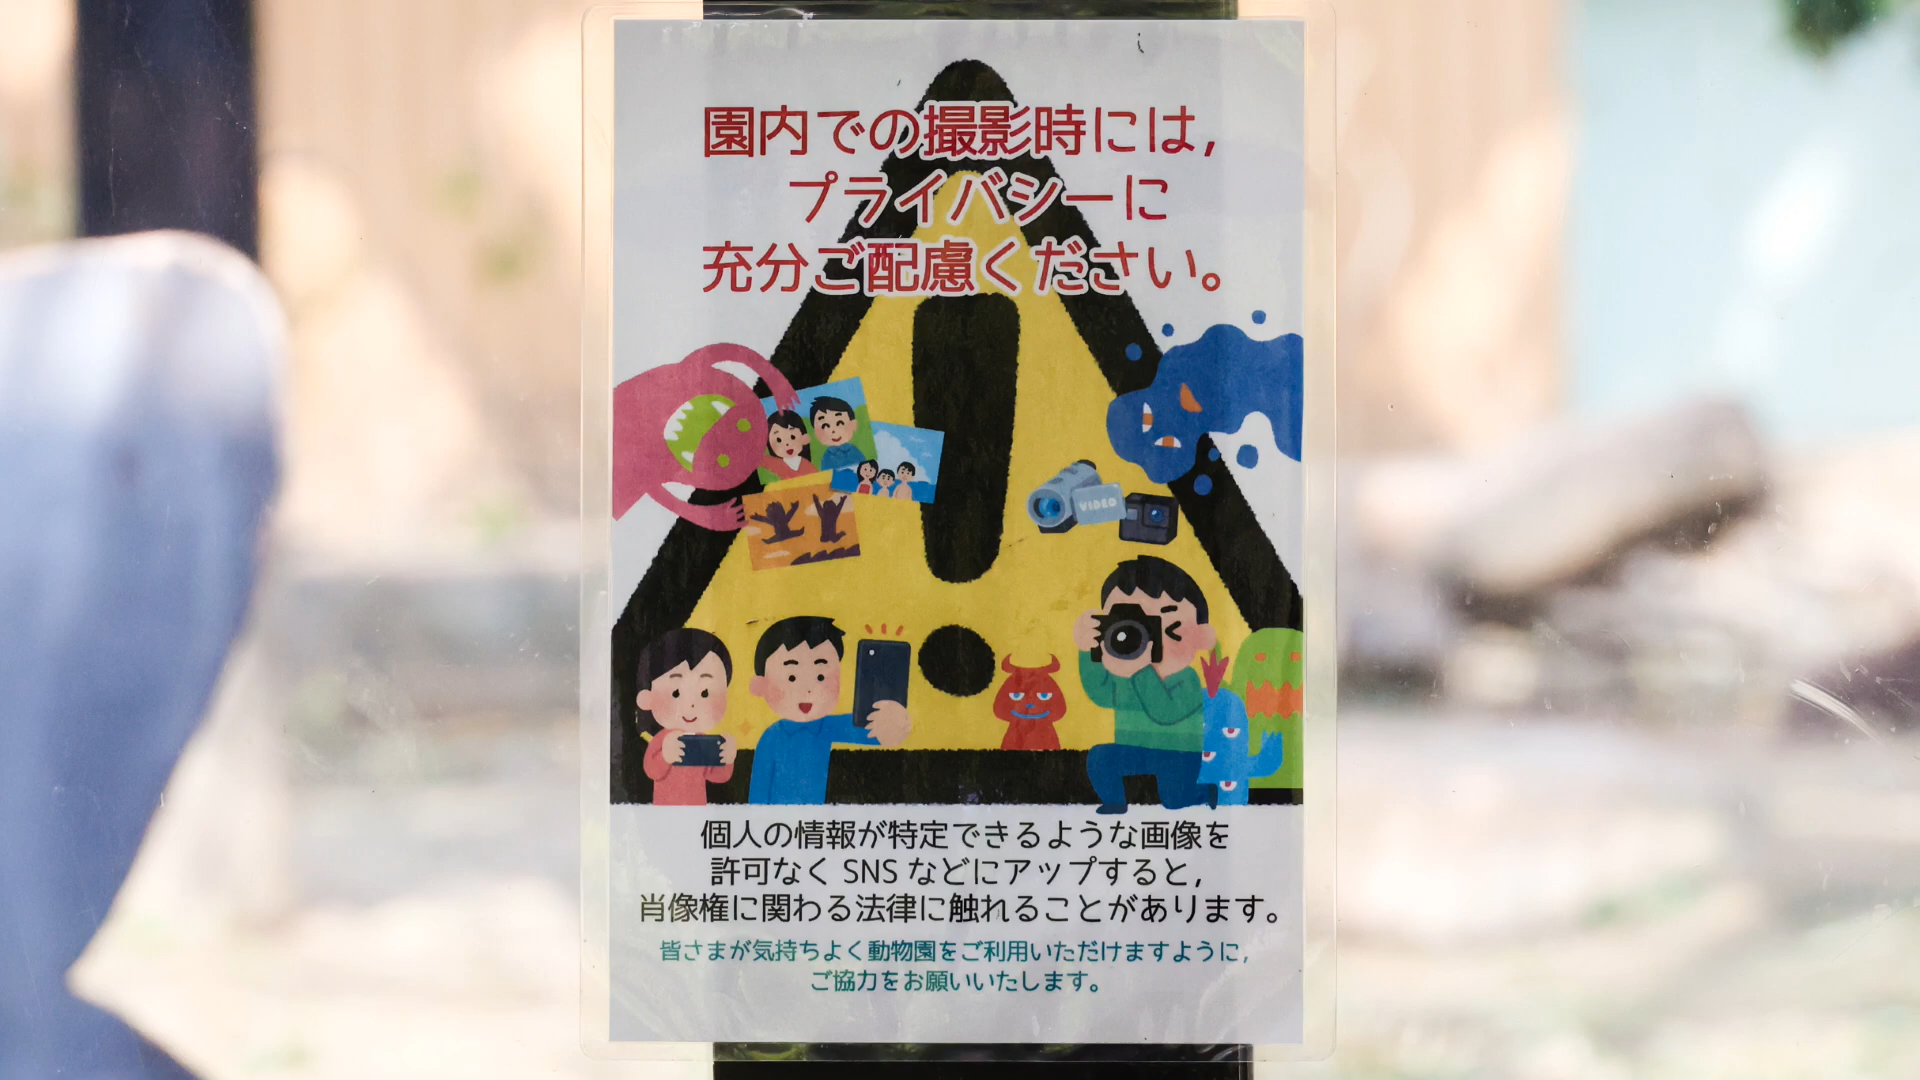 園内での撮影時には,
プライバシーに
充分ご配慮ください。
VIDEO
個人の情報が特定できるような画像を
許可なく SNS などにアップすると,
肖像権に関わる法律に触れることがあります。
皆さまが気持ちよく動物園をご利用いただけますように,
ご協力をお願いいたします。